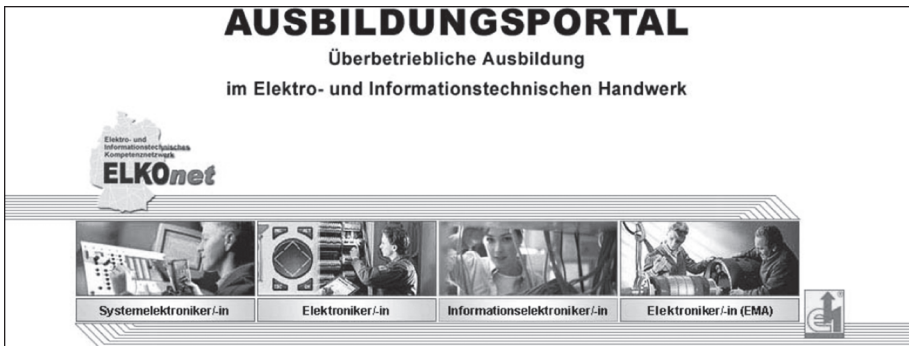 AUSBILDUNGSPORTAL
Überbetriebliche Ausbildung
im Elektro- und Informationstechnischen Handwerk
Elektro- und
Informationstechnisches
Kompetenznetzwerk
ELKOnet
Systemelektroniker/-in
Elektroniker/-in
Informationselektroniker/-in
Elektroniker/-in (EMA)